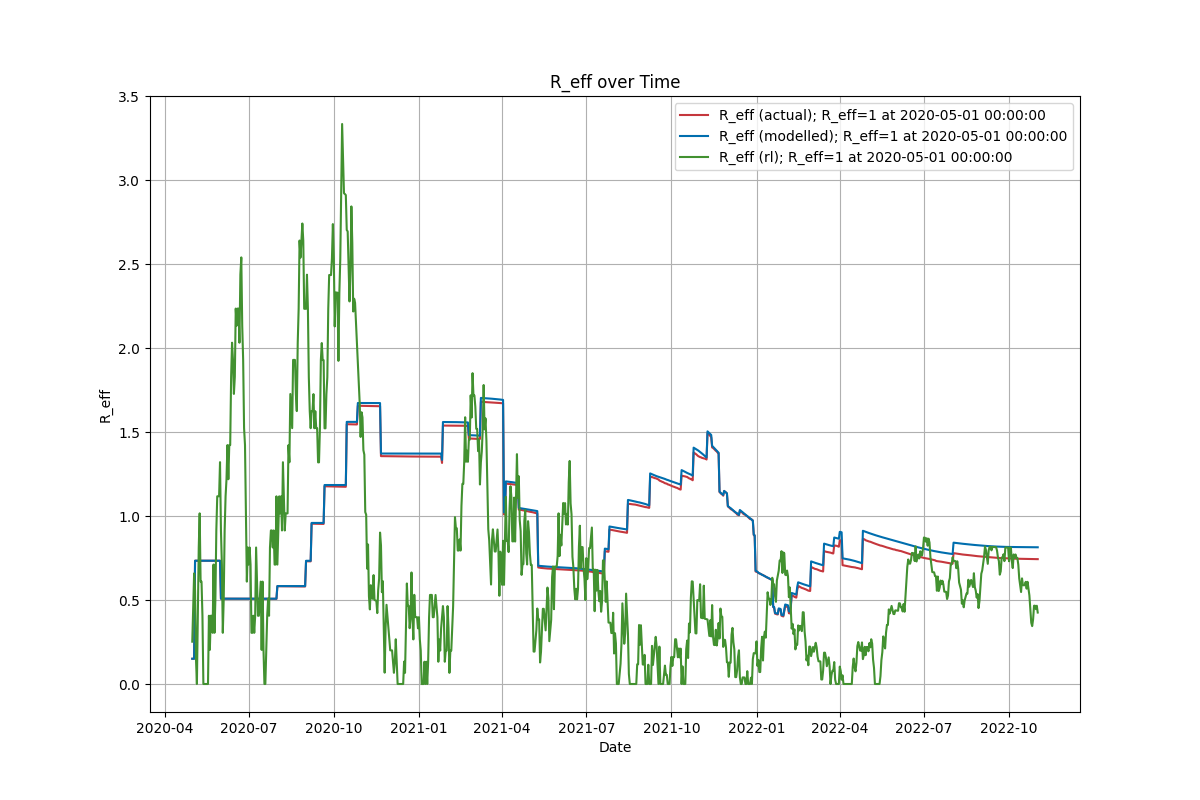 R_eff over Time
R_eff (actual); R_eff=1 at 2020-05-01 00:00:00
R_eff (modelled); R_eff=1 at 2020-05-01 00:00:00
R_eff (rl); R_eff=1 at 2020-05-01 00:00:00
R_eff
3.5
3.0
2.5
2.0
1.5
1.0
0.5
0.0
2020-04 2020-07 2020-10 2021-01 2021-04 2021-07 2021-10 2022-01 2022-04 2022-07 2022-10
Date